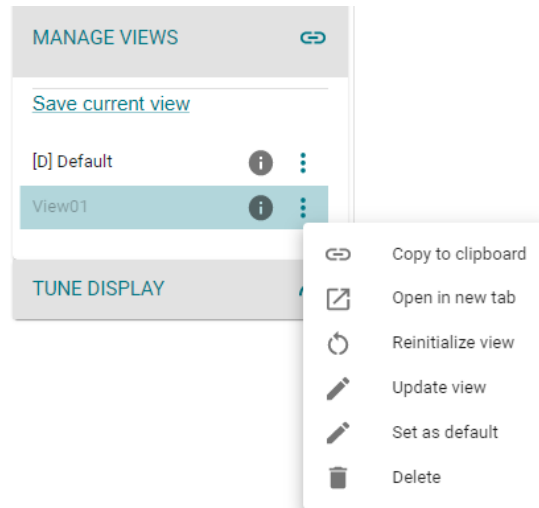 MANAGE VIEWS
Save current view
[D] Default
View01
Copy to clipboard
TUNE DISPLAY
Open in new tab
Reinitialize view
Update view
Set as default
Delete